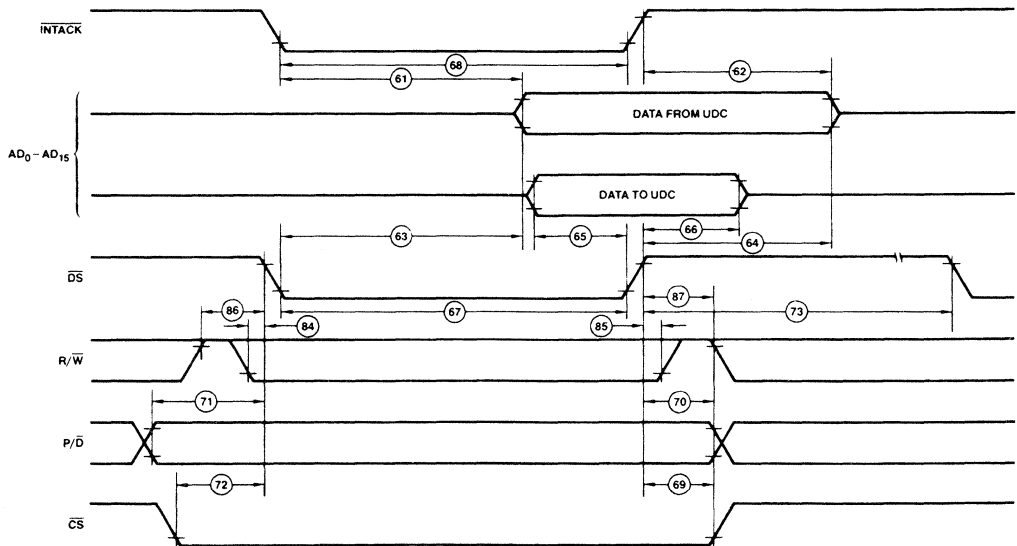 INTACK
68
61
62
DATA FROM UDC
AD0–AD15
DATA TO UDC
63
65
66
64
DS
86
84
67
85
87
73
R/W
71
70
P/D
72
69
CS